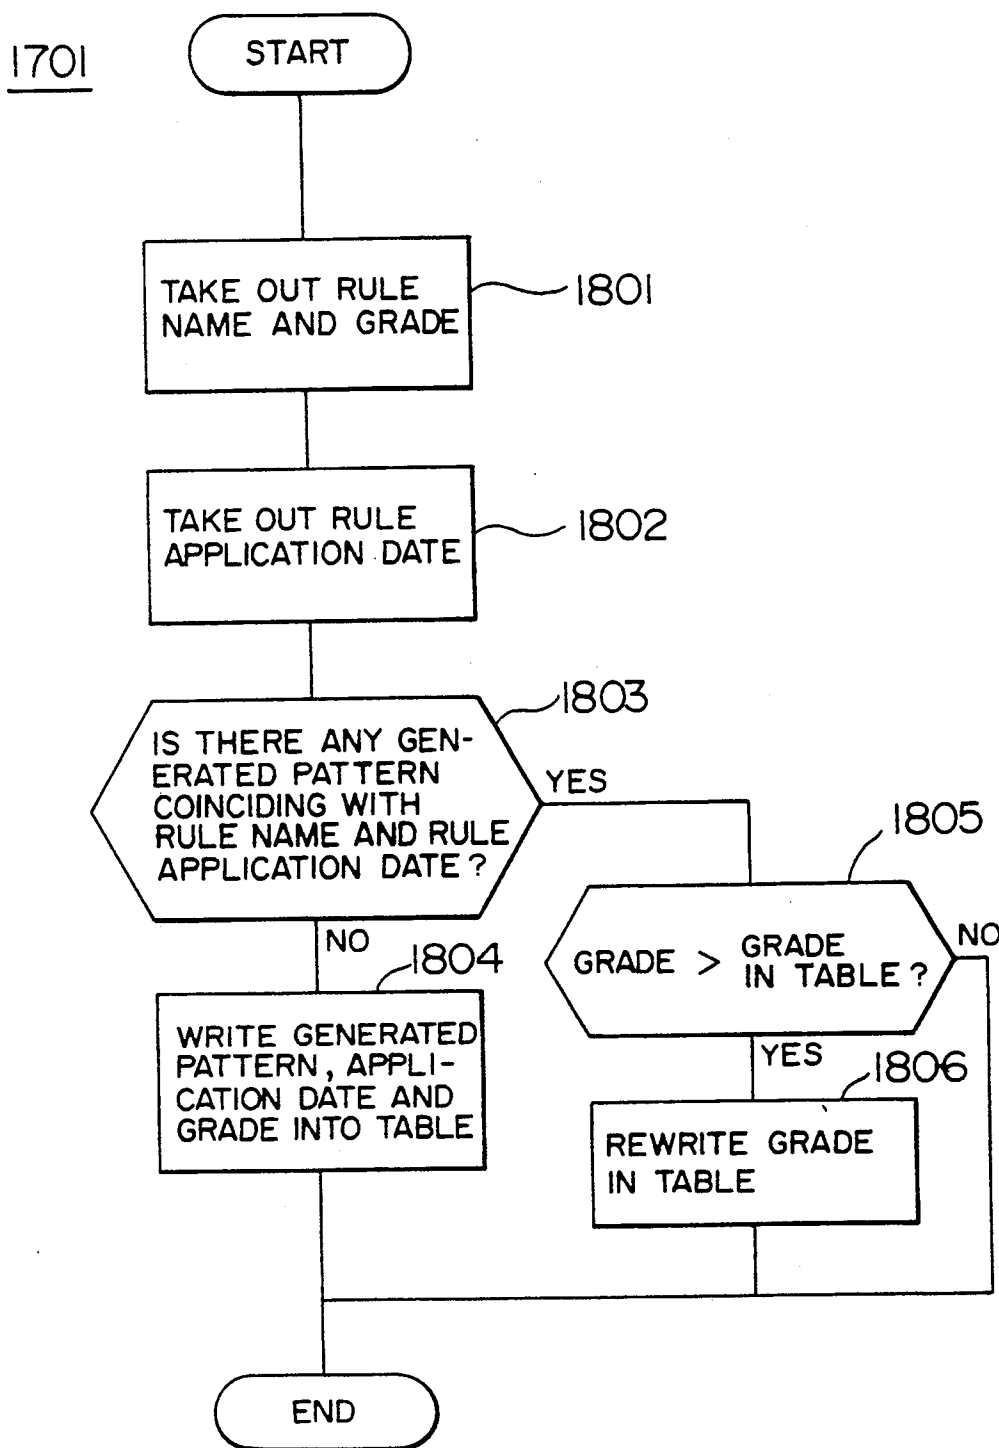 1701
START
TAKE OUT RULE
NAME AND GRADE
1801
TAKE OUT RULE
APPLICATION DATE
1802
1803
IS THERE ANY GEN-
ERATED PATTERN
COINCIDING WITH
RULE NAME AND RULE
APPLICATION DATE?
YES
NO
1804
WRITE GENERATED
PATTERN, APPLI-
CATION DATE AND
GRADE INTO TABLE
1805
GRADE > GRADE
IN TABLE?
NO
YES
1806
REWRITE GRADE
IN TABLE
END